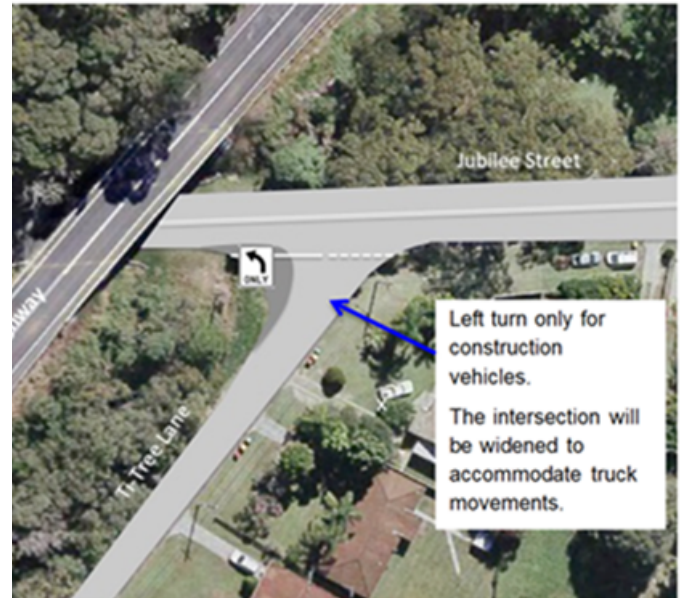 Jubilee Street
ONLY
Left turn only for
construction
vehicles.
The intersection will
be widened to
accommodate truck
movements.
Ti-Tree Lane